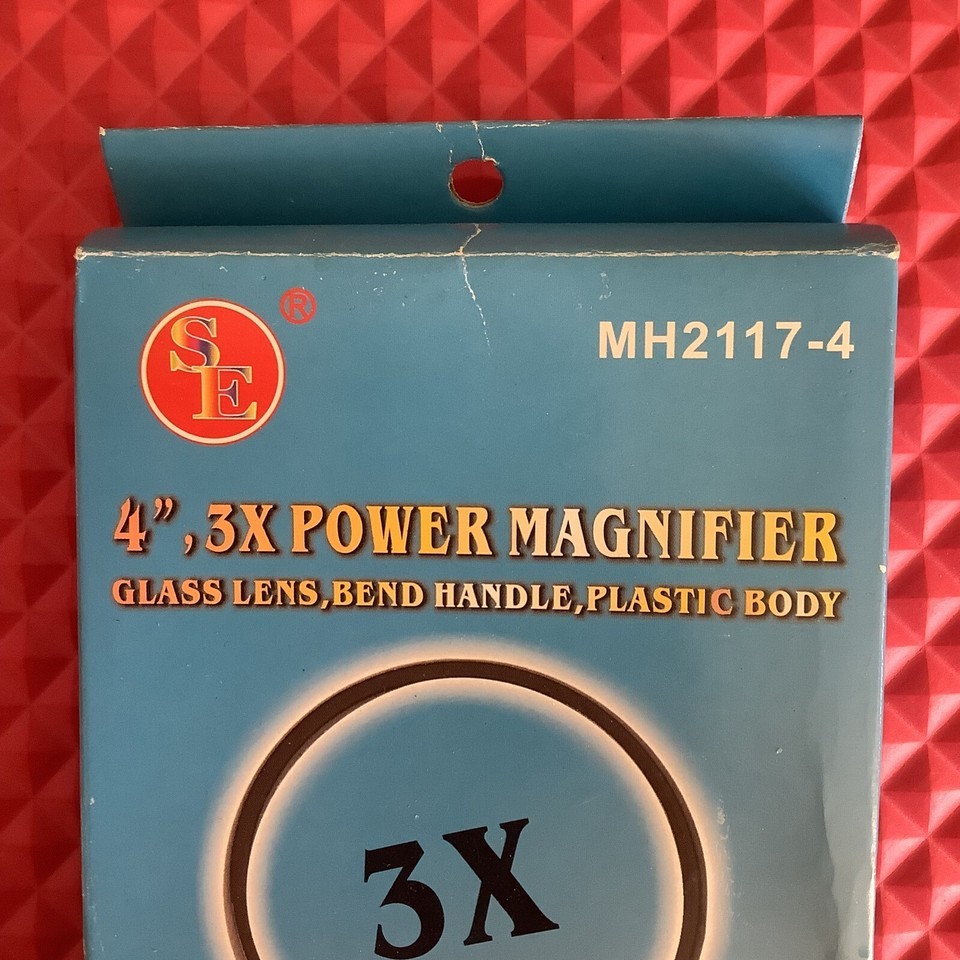 SE®
MH2117-4
4”, 3X POWER MAGNIFIER
GLASS LENS,BEND HANDLE,PLASTIC BODY
3X